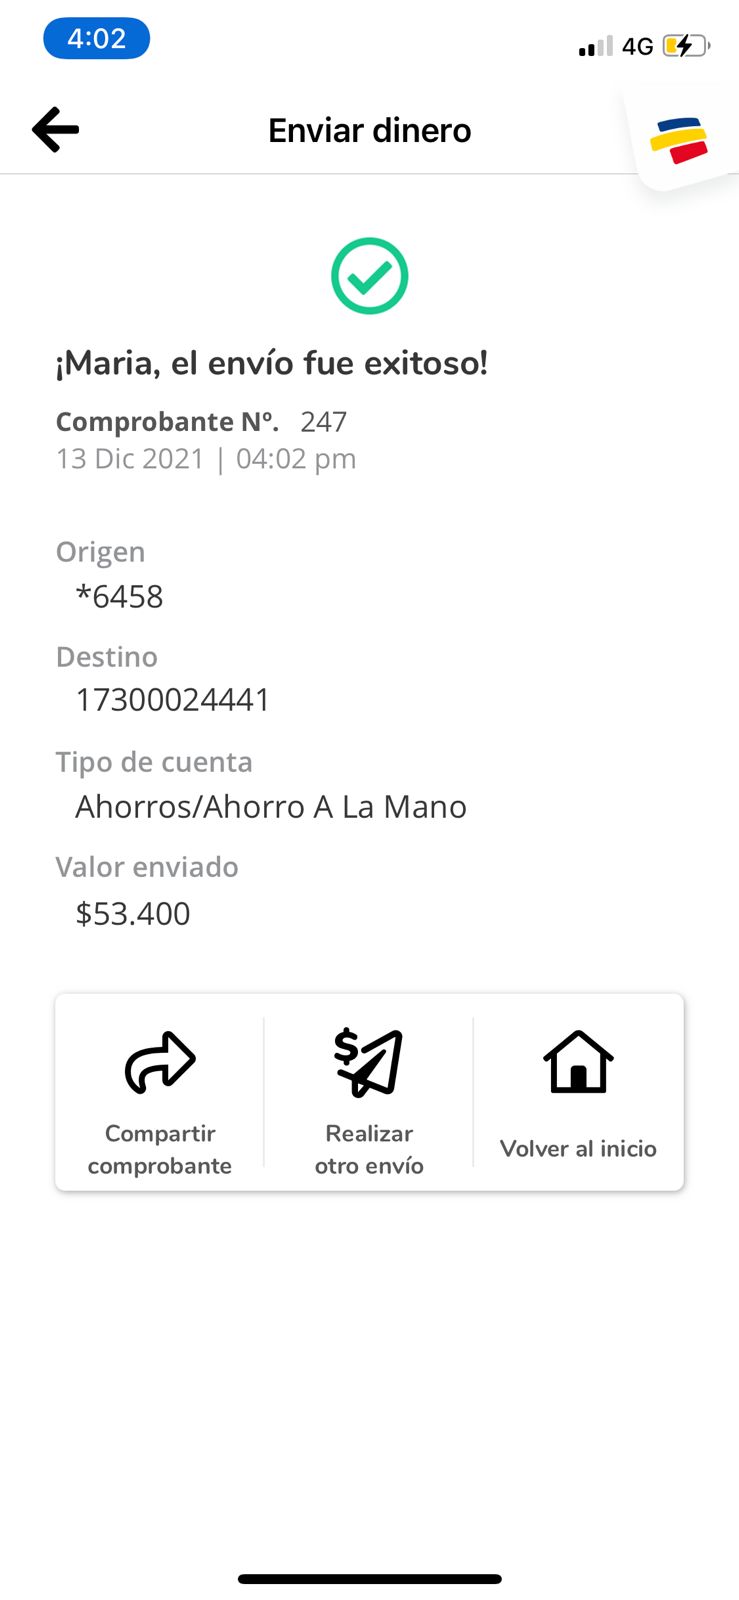 4:02
4G
Enviar dinero
¡Maria, el envío fue exitoso!
Comprobante Nº. 247
13 Dic 2021 | 04:02 pm
Origen
*6458
Destino
17300024441
Tipo de cuenta
Ahorros/Ahorro A La Mano
Valor enviado
$53.400
Compartir
comprobante
Realizar
otro envío
Volver al inicio